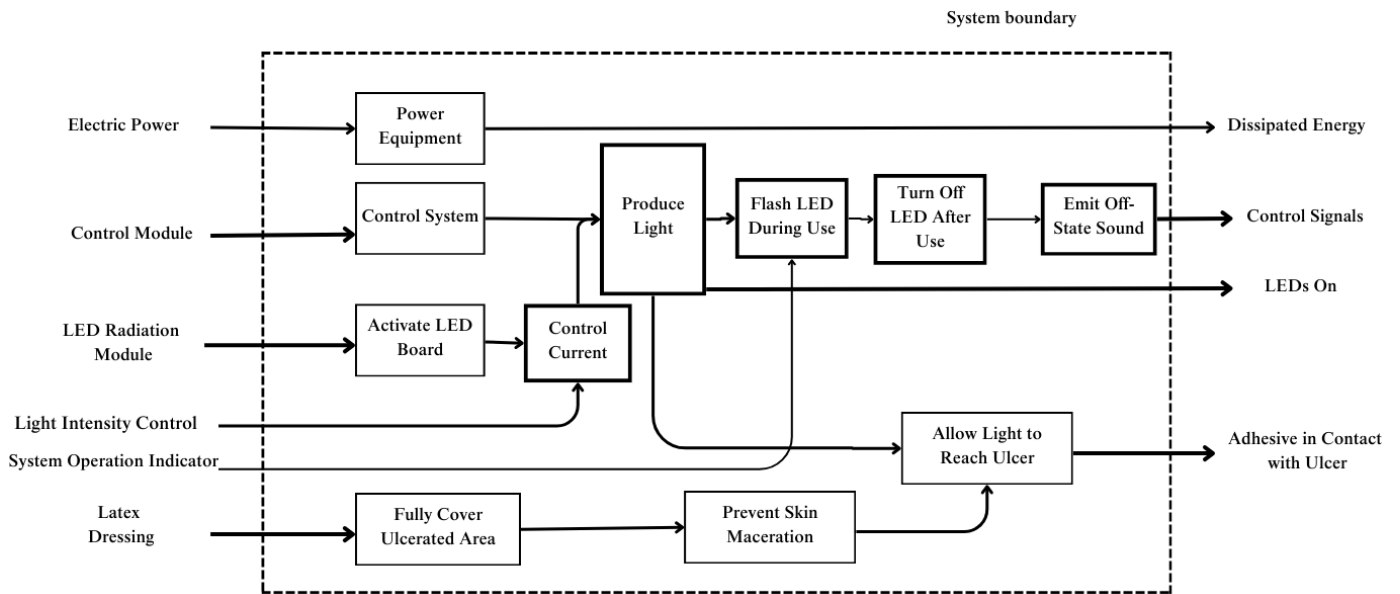 System boundary
Electric Power
Power
Equipment
Dissipated Energy
Control Module
Control System
Produce
Light
Flash LED
During Use
Turn Off
LED After
Use
Emit Off-
State Sound
Control Signals
LEDs On
LED Radiation
Module
Activate LED
Board
Control
Current
Light Intensity Control
System Operation Indicator
Allow Light to
Reach Ulcer
Adhesive in Contact
with Ulcer
Latex
Dressing
Fully Cover
Ulcerated Area
Prevent Skin
Maceration